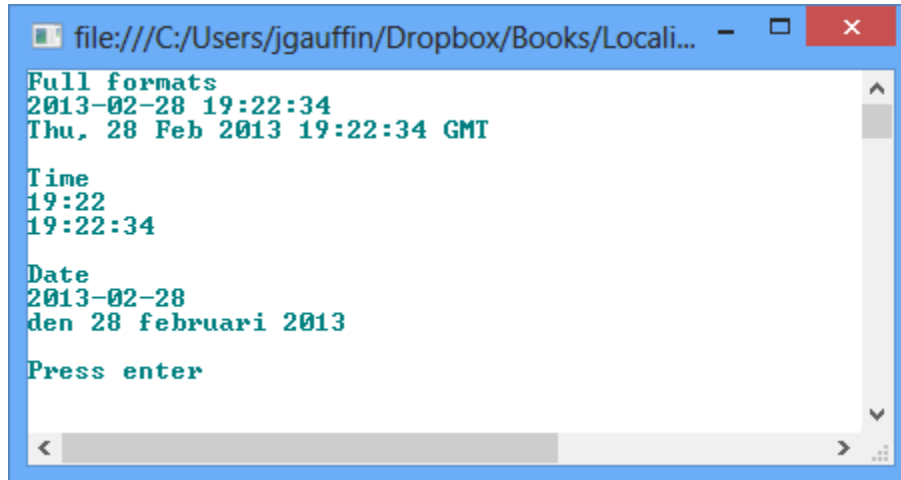 file:///C:/Users/jgauffin/Dropbox/Books/Locali...
Full formats
2013-02-28 19:22:34
Thu, 28 Feb 2013 19:22:34 GMT
Time
19:22
19:22:34
Date
2013-02-28
den 28 februari 2013
Press enter